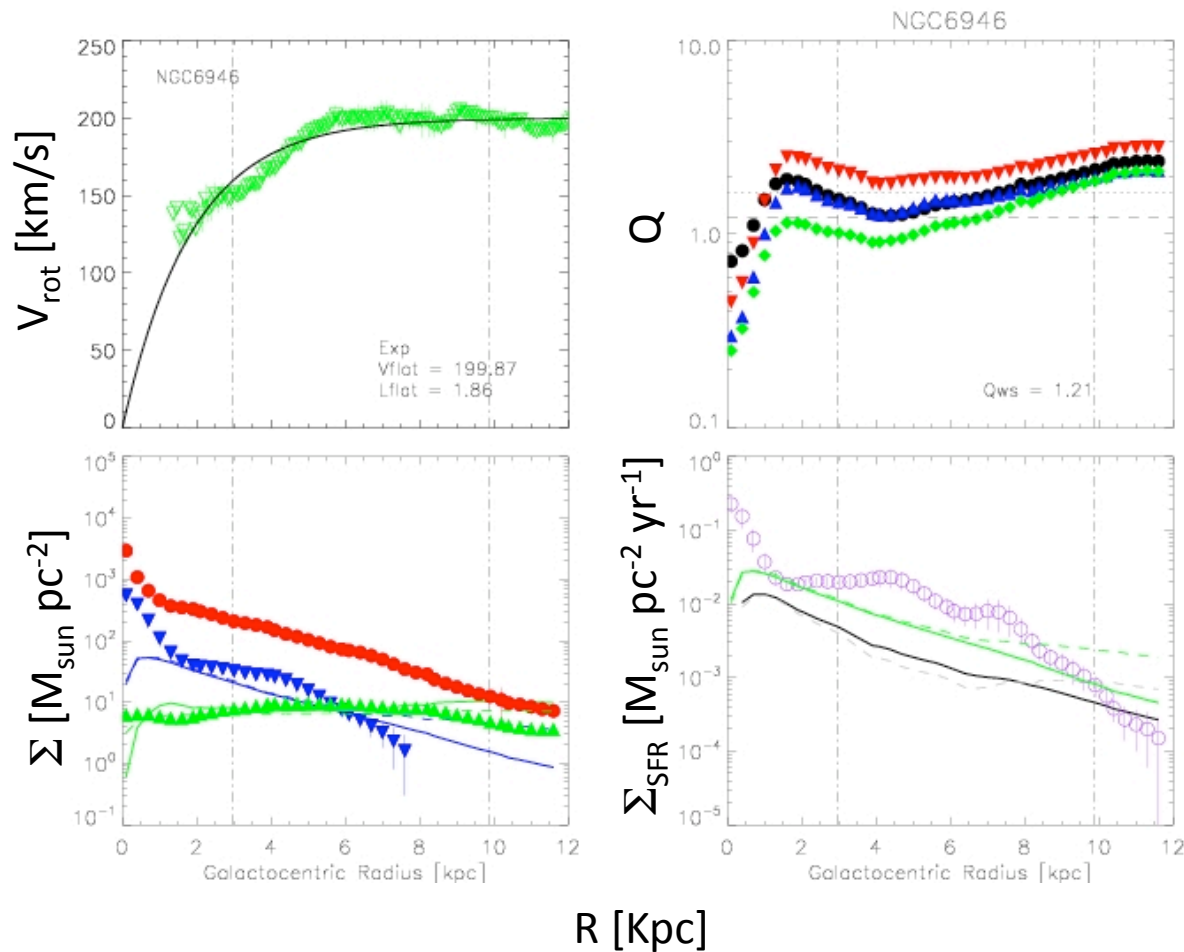 NGC6946
250
200
150
100
50
0
V_rot [km/s]
NGC6946
Exp
Vflat = 199.87
Lflat = 1.86
10.0
1.0
0.1
Q
Qws = 1.21
10^5
10^4
10^3
10^2
10^1
10^0
10^-1
Σ [M_sun pc^-2]
0 2 4 6 8 10 12
Galactocentric Radius [kpc]
10^0
10^-1
10^-2
10^-3
10^-4
10^-5
Σ_SFR [M_sun pc^-2 yr^-1]
0 2 4 6 8 10 12
Galactocentric Radius [kpc]
R [Kpc]